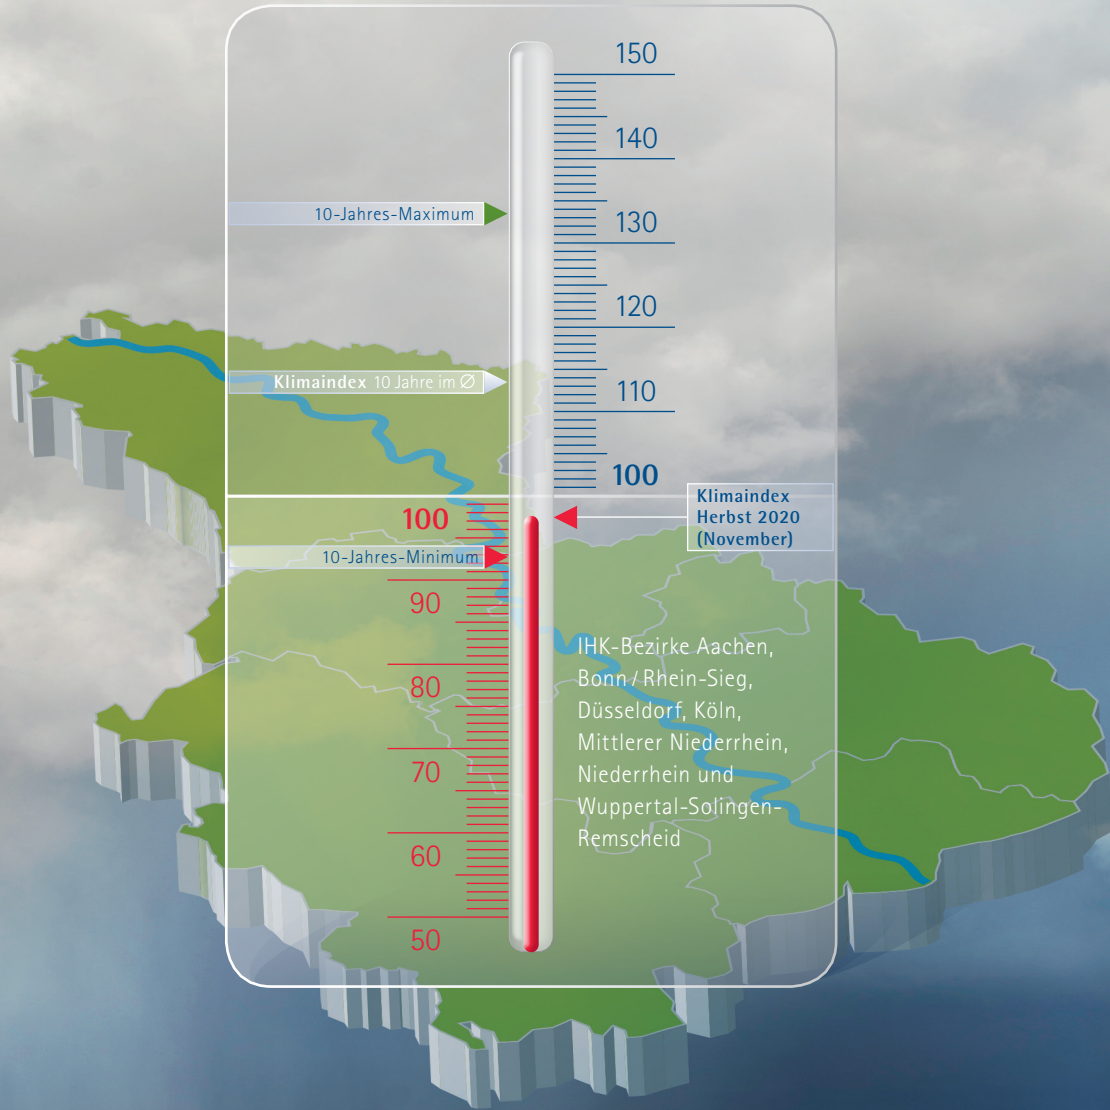 150
140
10-Jahres-Maximum
130
120
Klimaindex 10 Jahre im Ø
110
100
Klimaindex
Herbst 2020
(November)
100
10-Jahres-Minimum
90
80
70
60
50
IHK-Bezirke Aachen,
Bonn / Rhein-Sieg,
Düsseldorf, Köln,
Mittlerer Niederrhein,
Niederrhein und
Wuppertal-Solingen-
Remscheid